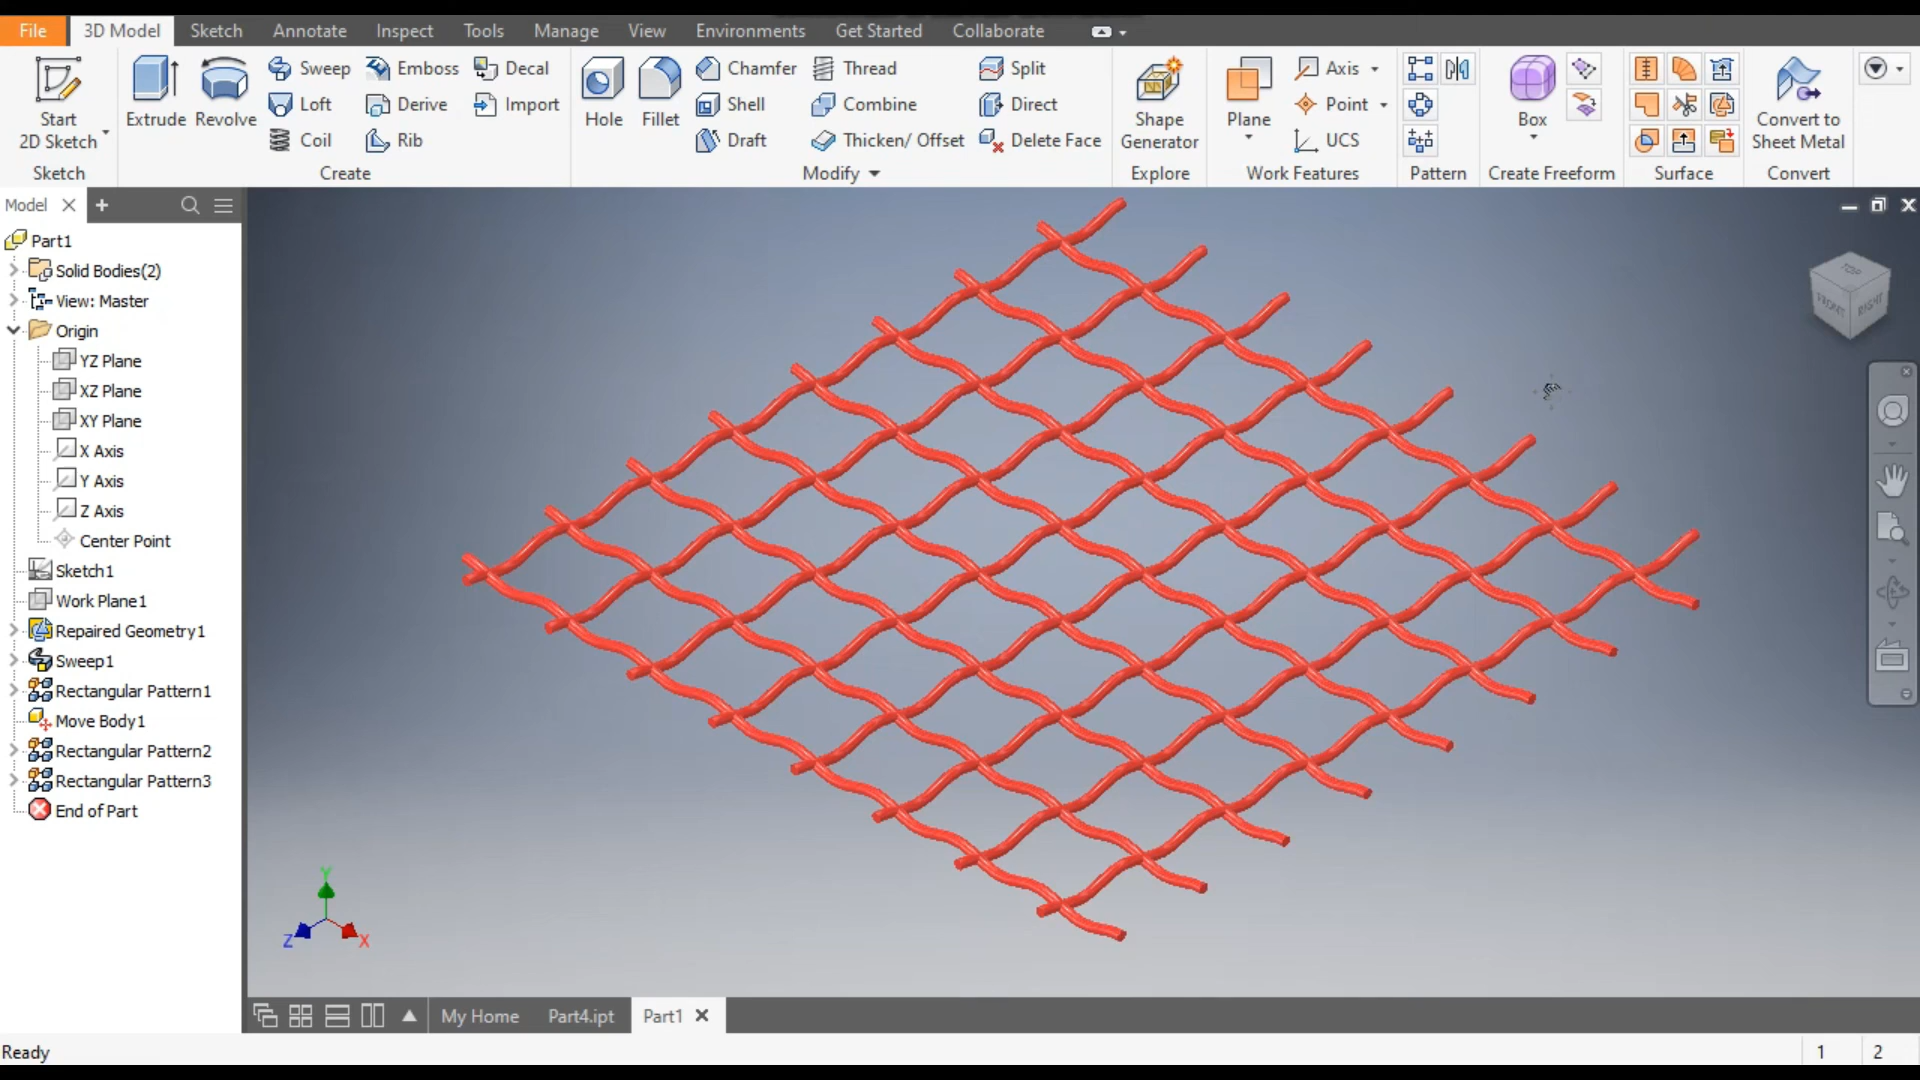 File 3D Model Sketch Annotate Inspect Tools Manage View Environments Get Started Collaborate
Start
2D Sketch
Sketch
Extrude
Revolve
Sweep
Loft
Coil
Emboss
Derive
Rib
Decal
Import
Create
Hole
Fillet
Chamfer
Shell
Draft
Thread
Combine
Thicken/ Offset
Split
Direct
Delete Face
Modify
Shape
Generator
Explore
Plane
Axis
Point
UCS
Work Features
Pattern
Box
Create Freeform
Surface
Convert to
Sheet Metal
Convert
Model
Part1
Solid Bodies(2)
View: Master
Origin
YZ Plane
XZ Plane
XY Plane
X Axis
Y Axis
Z Axis
Center Point
Sketch1
Work Plane1
Repaired Geometry1
Sweep1
Rectangular Pattern1
Move Body1
Rectangular Pattern2
Rectangular Pattern3
End of Part
TOP
FRONT
RIGHT
Y
Z
X
My Home Part4.ipt Part1
Ready
1 2